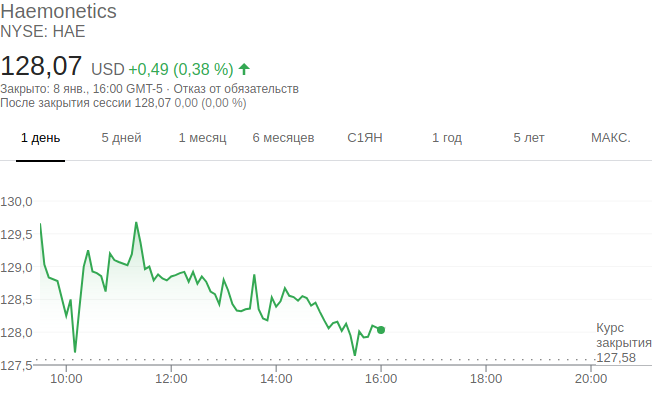 Haemonetics
NYSE: HAE
128,07 USD +0,49 (0,38 %)
Закрыто: 8 янв., 16:00 GMT-5 · Отказ от обязательств
После закрытия сессии 128,07 0,00 (0,00 %)
1 день 5 дней 1 месяц 6 месяцев С1ЯН 1 год 5 лет МАКС.
130,0
129,5
129,0
128,5
128,0
127,5
Курс
закрытия
127,58
10:00 12:00 14:00 16:00 18:00 20:00